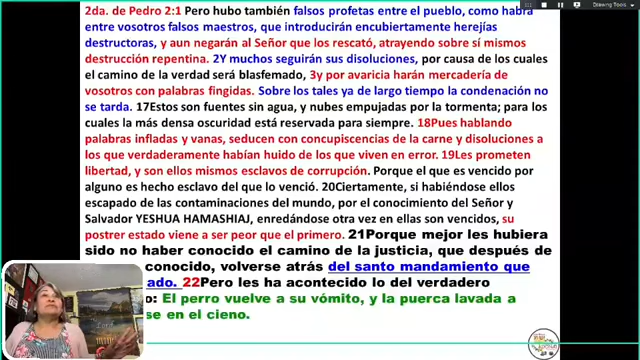 2da. de Pedro 2:1 Pero hubo también falsos profetas entre el pueblo, como habrá
entre vosotros falsos maestros, que introducirán encubiertamente herejías
destructoras, y aun negarán al Señor que los rescató, atrayendo sobre sí mismos
destrucción repentina. 2Y muchos seguirán sus disoluciones, por causa de los cuales
el camino de la verdad será blasfemado, 3y por avaricia harán mercadería de
vosotros con palabras fingidas. Sobre los tales ya de largo tiempo la condenación no
se tarda. 17Estos son fuentes sin agua, y nubes empujadas por la tormenta; para los
cuales la más densa oscuridad está reservada para siempre. 18Pues hablando
palabras infladas y vanas, seducen con concupiscencias de la carne y disoluciones a
los que verdaderamente habían huido de los que viven en error. 19Les prometen
libertad, y son ellos mismos esclavos de corrupción. Porque el que es vencido por
alguno es hecho esclavo del que lo venció. 20Ciertamente, si habiéndose ellos
escapado de las contaminaciones del mundo, por el conocimiento del Señor y
Salvador YESHUA HAMASHIAJ, enredándose otra vez en ellas son vencidos, su
postrer estado viene a ser peor que el primero. 21Porque mejor les hubiera
sido no haber conocido el camino de la justicia, que después de
conocido, volverse atrás del santo mandamiento que
ado. 22Pero les ha acontecido lo del verdadero
o: El perro vuelve a su vómito, y la puerca lavada a
se en el cieno.
Drawing Tools
Lord